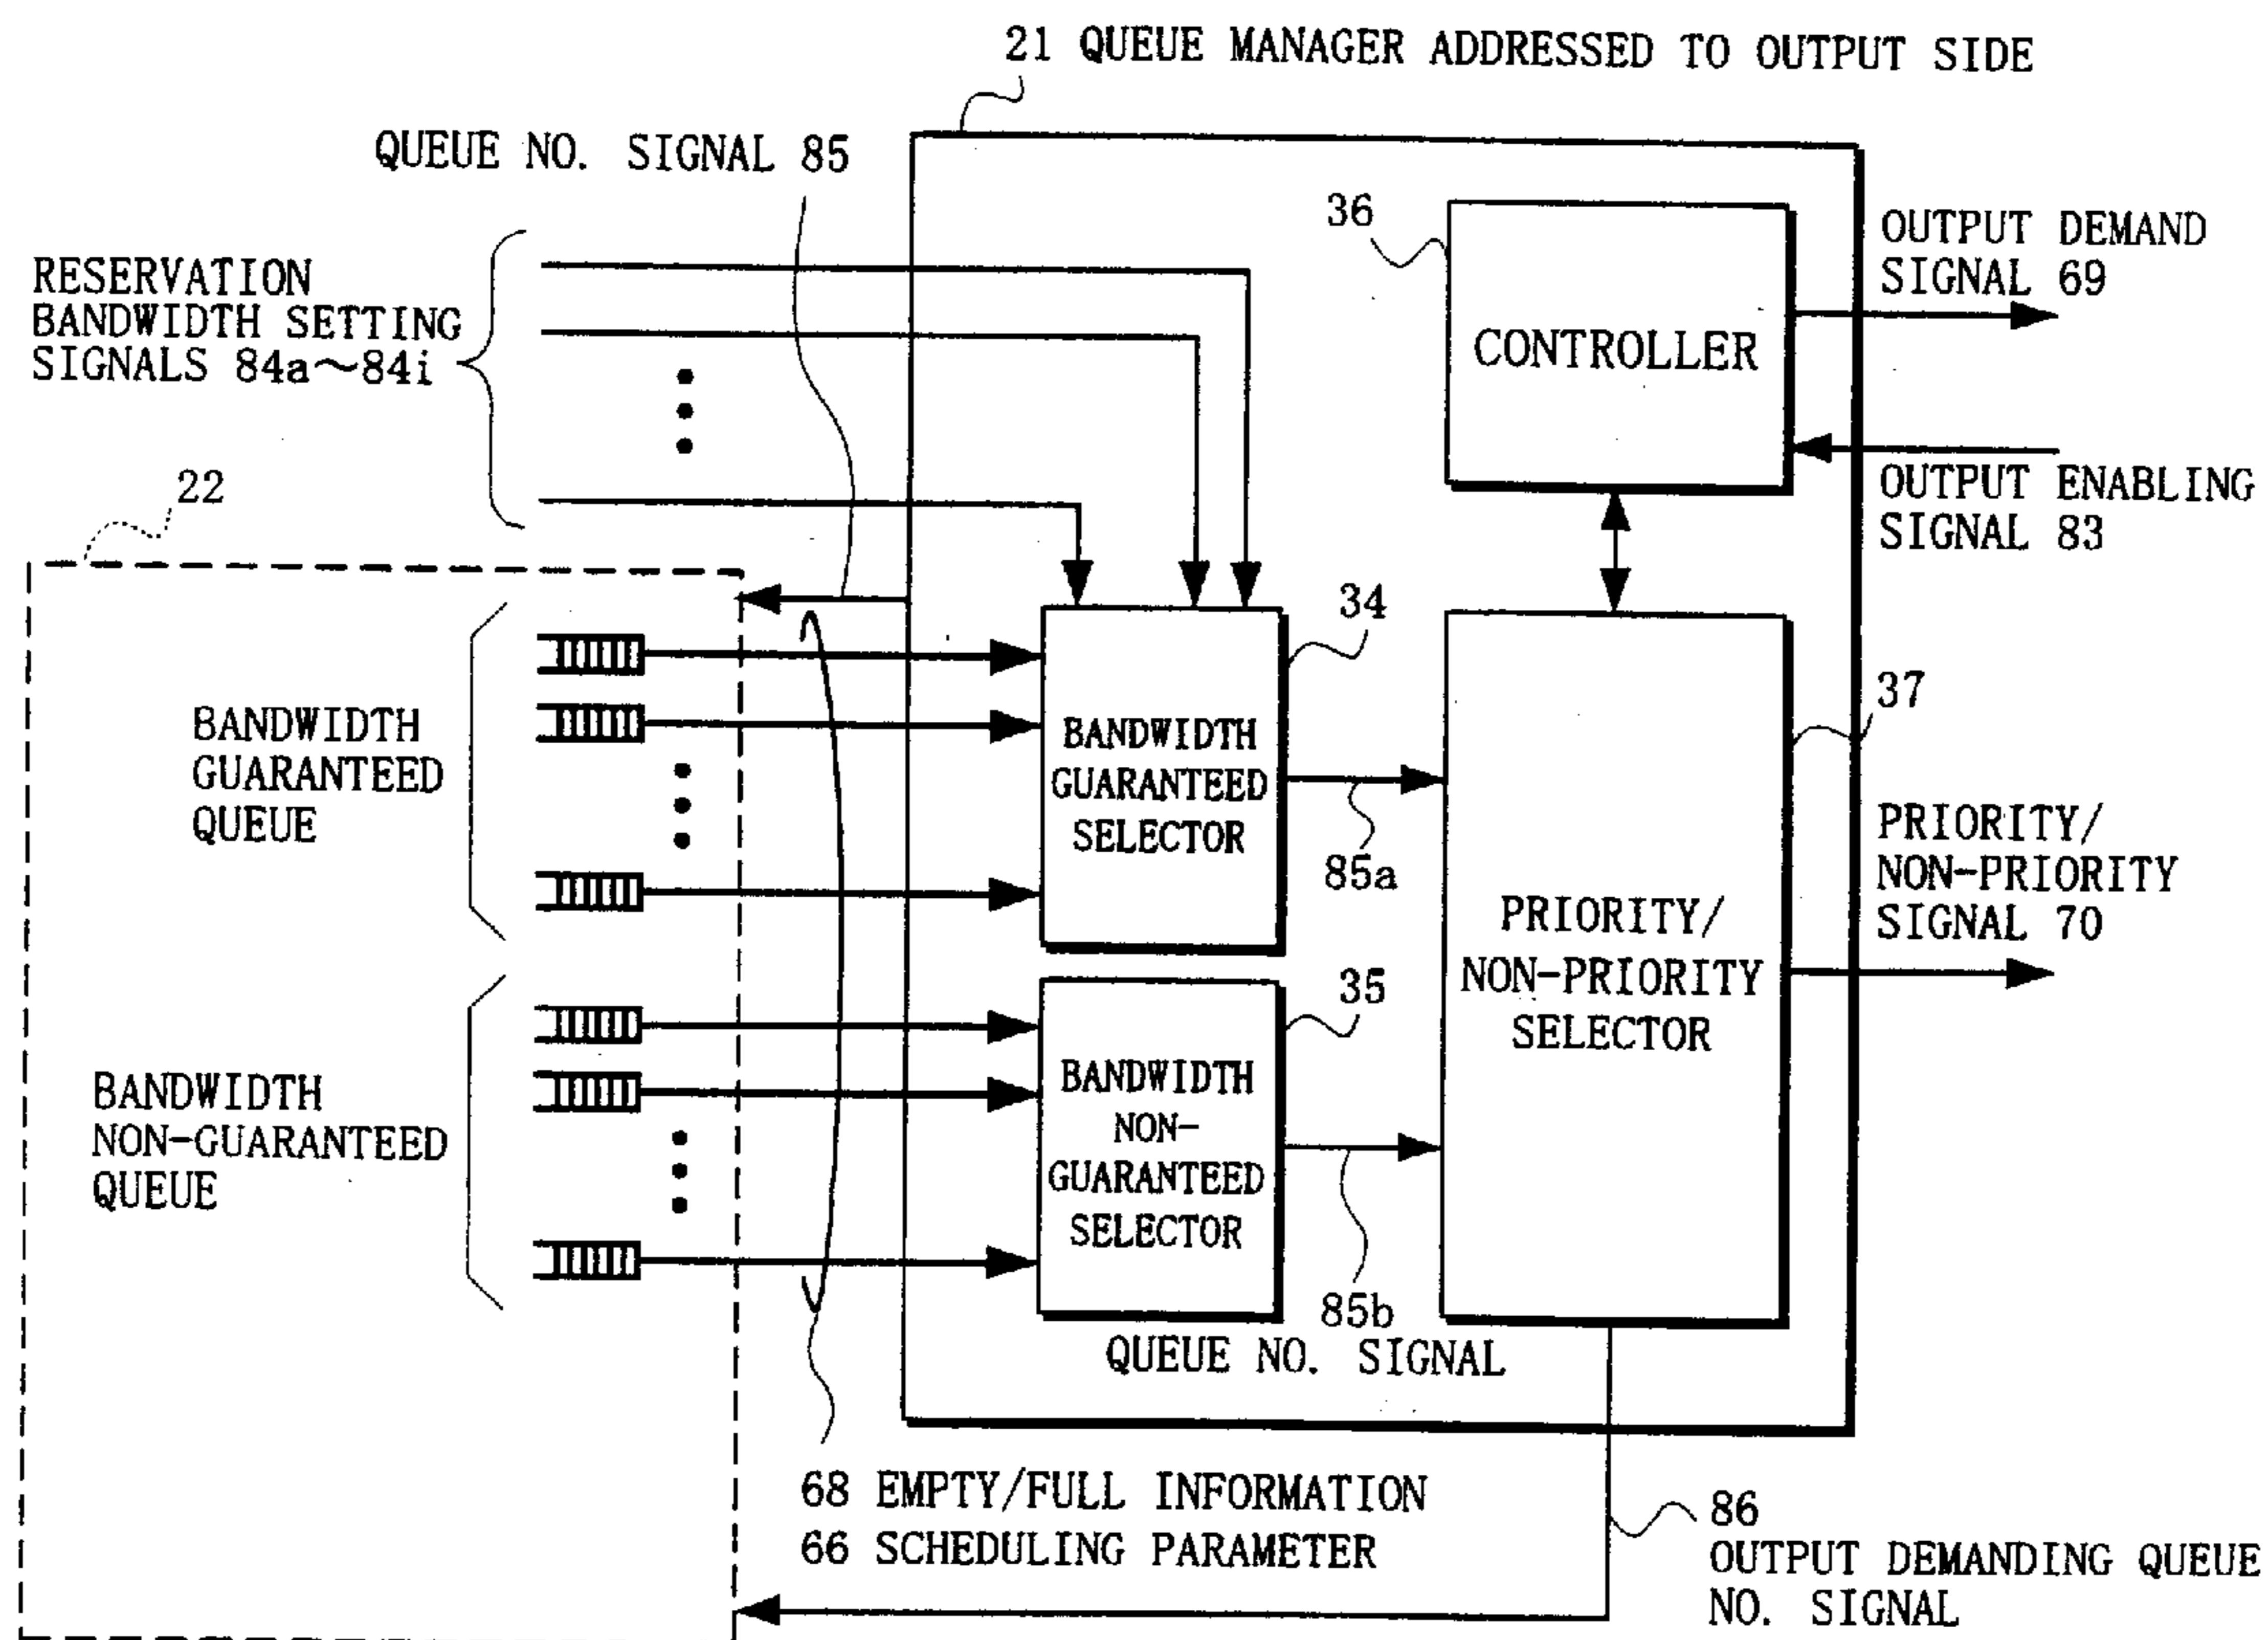 21 QUEUE MANAGER ADDRESSED TO OUTPUT SIDE
QUEUE NO. SIGNAL 85
RESERVATION
BANDWIDTH SETTING
SIGNALS 84a～84i
36
CONTROLLER
OUTPUT DEMAND
SIGNAL 69
OUTPUT ENABLING
SIGNAL 83
22
34
37
BANDWIDTH
GUARANTEED
QUEUE
BANDWIDTH
GUARANTEED
SELECTOR
85a
PRIORITY/
NON-PRIORITY
SELECTOR
PRIORITY/
NON-PRIORITY
SIGNAL 70
35
BANDWIDTH
NON-GUARANTEED
QUEUE
BANDWIDTH
NON-
GUARANTEED
SELECTOR
85b
QUEUE NO. SIGNAL
68 EMPTY/FULL INFORMATION
66 SCHEDULING PARAMETER
86
OUTPUT DEMANDING QUEUE
NO. SIGNAL